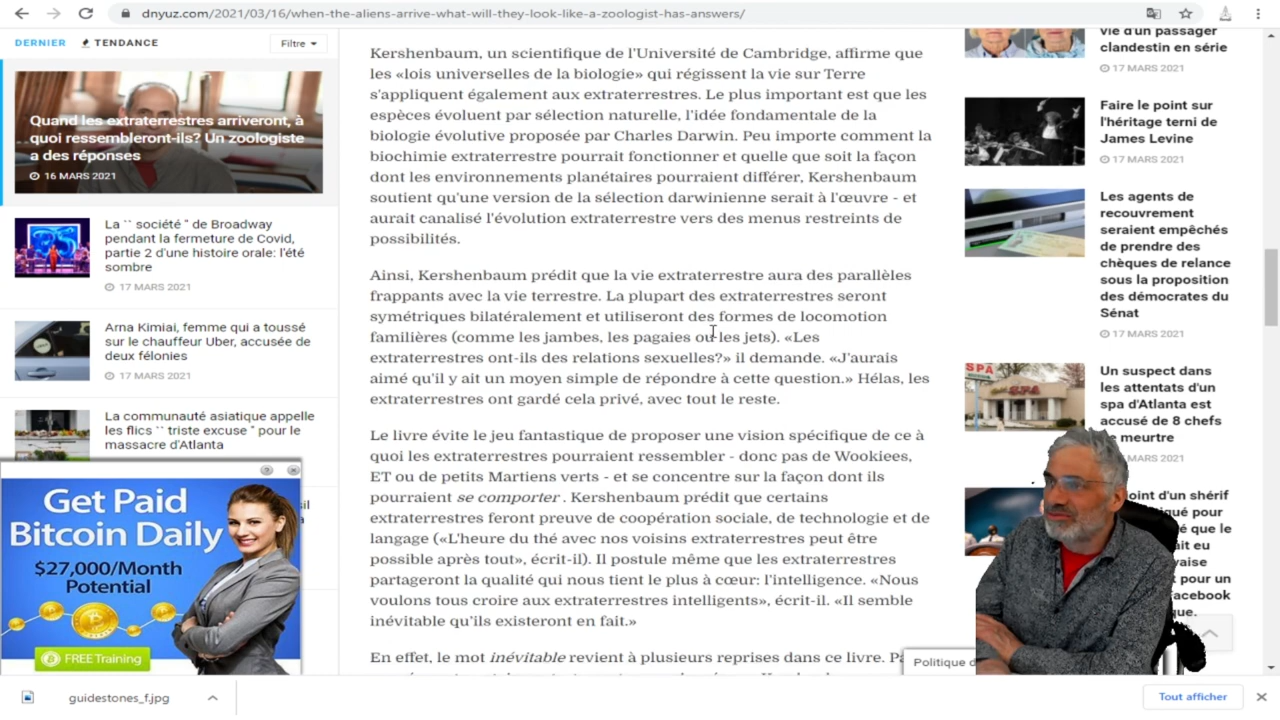 dnyuz.com/2021/03/16/when-the-aliens-arrive-what-will-they-look-like-a-zoologist-has-answers/
DERNIER
TENDANCE
Filtre
Quand les extraterrestres arriveront, à
quoi ressembleront-ils? Un zoologiste
a des réponses
16 MARS 2021
La `` société '' de Broadway
pendant la fermeture de Covid,
partie 2 d'une histoire orale: l'été
sombre
17 MARS 2021
Arna Kimiai, femme qui a toussé
sur le chauffeur Uber, accusée de
deux félonies
17 MARS 2021
La communauté asiatique appelle
les flics `` triste excuse '' pour le
massacre d'Atlanta
Get Paid
Bitcoin Daily
$27,000/Month
Potential
FREE Training
Kershenbaum, un scientifique de l'Université de Cambridge, affirme que
les «lois universelles de la biologie» qui régissent la vie sur Terre
s'appliquent également aux extraterrestres. Le plus important est que les
espèces évoluent par sélection naturelle, l'idée fondamentale de la
biologie évolutive proposée par Charles Darwin. Peu importe comment la
biochimie extraterrestre pourrait fonctionner et quelle que soit la façon
dont les environnements planétaires pourraient différer, Kershenbaum
soutient qu'une version de la sélection darwinienne serait à l'œuvre - et
aurait canalisé l'évolution extraterrestre vers des menus restreints de
possibilités.
Ainsi, Kershenbaum prédit que la vie extraterrestre aura des parallèles
frappants avec la vie terrestre. La plupart des extraterrestres seront
symétriques bilatéralement et utiliseront des formes de locomotion
familières (comme les jambes, les pagaies ou les jets). «Les
extraterrestres ont-ils des relations sexuelles?» il demande. «J'aurais
aimé qu'il y ait un moyen simple de répondre à cette question.» Hélas, les
extraterrestres ont gardé cela privé, avec tout le reste.
Le livre évite le jeu fantastique de proposer une vision spécifique de ce à
quoi les extraterrestres pourraient ressembler - donc pas de Wookiees,
ET ou de petits Martiens verts - et se concentre sur la façon dont ils
pourraient se comporter . Kershenbaum prédit que certains
extraterrestres feront preuve de coopération sociale, de technologie et de
langage («L'heure du thé avec nos voisins extraterrestres peut être
possible après tout», écrit-il). Il postule même que les extraterrestres
partageront la qualité qui nous tient le plus à cœur: l'intelligence. «Nous
voulons tous croire aux extraterrestres intelligents», écrit-il. «Il semble
inévitable qu'ils existeront en fait.»
En effet, le mot inévitable revient à plusieurs reprises dans ce livre.
Politique d
vie d'un passager
clandestin en série
17 MARS 2021
Faire le point sur
l'héritage terni de
James Levine
17 MARS 2021
Les agents de
recouvrement
seraient empêchés
de prendre des
chèques de relance
sous la proposition
des démocrates du
Sénat
17 MARS 2021
SPA
Un suspect dans
les attentats d'un
spa d'Atlanta est
accusé de 8 chefs
meurtre
MARS 2021
oint d'un shérif
iqué pour
é que le
ait eu
vaise
pour un
acebook
que.
guidestones_f.jpg
Tout afficher